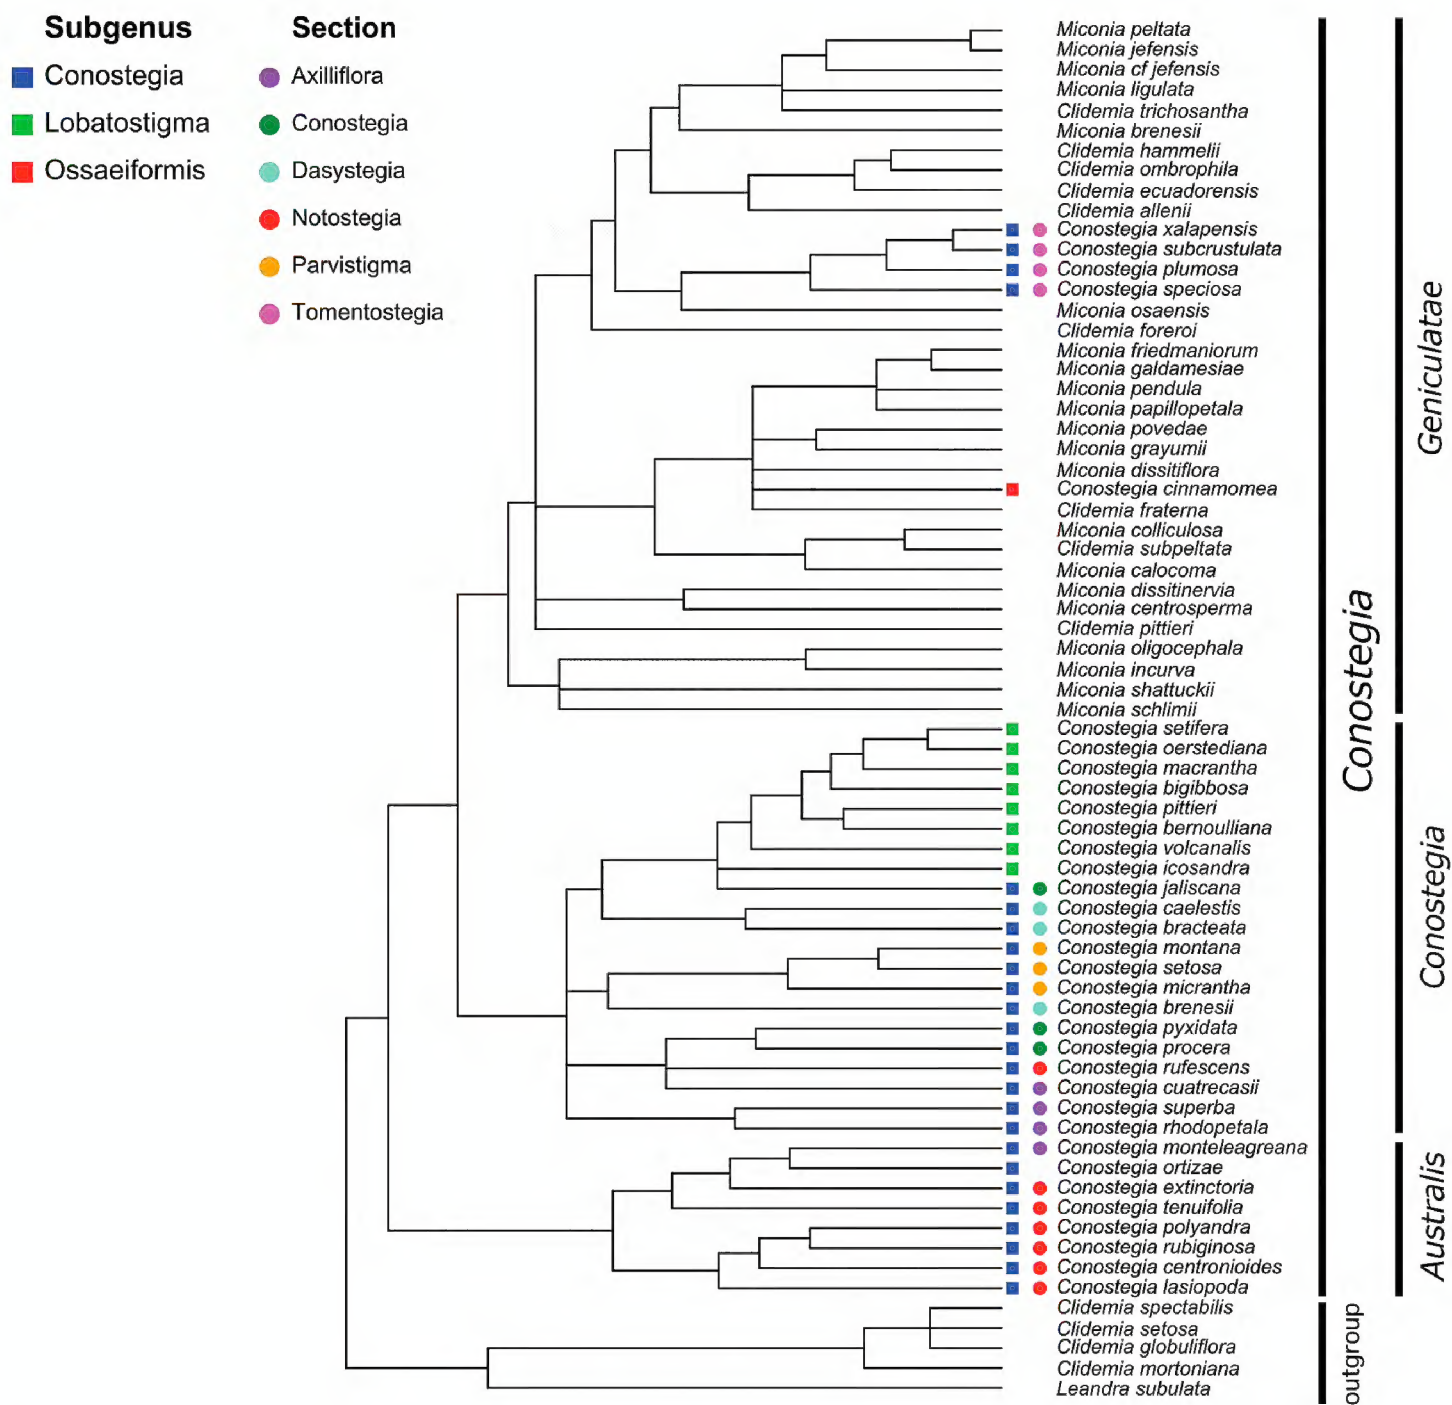 Subgenus
Conostegia
Lobatostigma
Ossaeiformis
Section
Axilliflora
Conostegia
Dasystegia
Notostegia
Parvistigma
Tomentostegia
Miconia peltata
Miconia jefensis
Miconia cf jefensis
Miconia ligulata
Clidemia trichosantha
Miconia brenesii
Clidemia hammelii
Clidemia ombrophila
Clidemia ecuadorensis
Clidemia allenii
Conostegia xalapensis
Conostegia subcrustulata
Conostegia plumosa
Conostegia speciosa
Miconia osaensis
Clidemia foreroi
Miconia friedmaniorum
Miconia galdamesiae
Miconia pendula
Miconia papillopetala
Miconia povedae
Miconia grayumii
Miconia dissitiflora
Conostegia cinnamomea
Clidemia fraterna
Miconia colliculosa
Clidemia subpeltata
Miconia calocoma
Miconia dissitinervia
Miconia centrosperma
Clidemia pittieri
Miconia oligocephala
Miconia incurva
Miconia shattuckii
Miconia schlimii
Conostegia setifera
Conostegia oerstediana
Conostegia macrantha
Conostegia bigibbosa
Conostegia pittieri
Conostegia bernoulliana
Conostegia volcanalis
Conostegia icosandra
Conostegia jaliscana
Conostegia caelestis
Conostegia bracteata
Conostegia montana
Conostegia setosa
Conostegia micrantha
Conostegia brenesii
Conostegia pyxidata
Conostegia procera
Conostegia rufescens
Conostegia cuatrecasii
Conostegia superba
Conostegia rhodopetala
Conostegia monteleagreana
Conostegia ortizae
Conostegia extinctoria
Conostegia tenuifolia
Conostegia polyandra
Conostegia rubiginosa
Conostegia centronioides
Conostegia lasiopoda
Clidemia spectabilis
Clidemia setosa
Clidemia globuliflora
Clidemia mortoniana
Leandra subulata
Conostegia
outgroup
Geniculatae
Conostegia
Australis